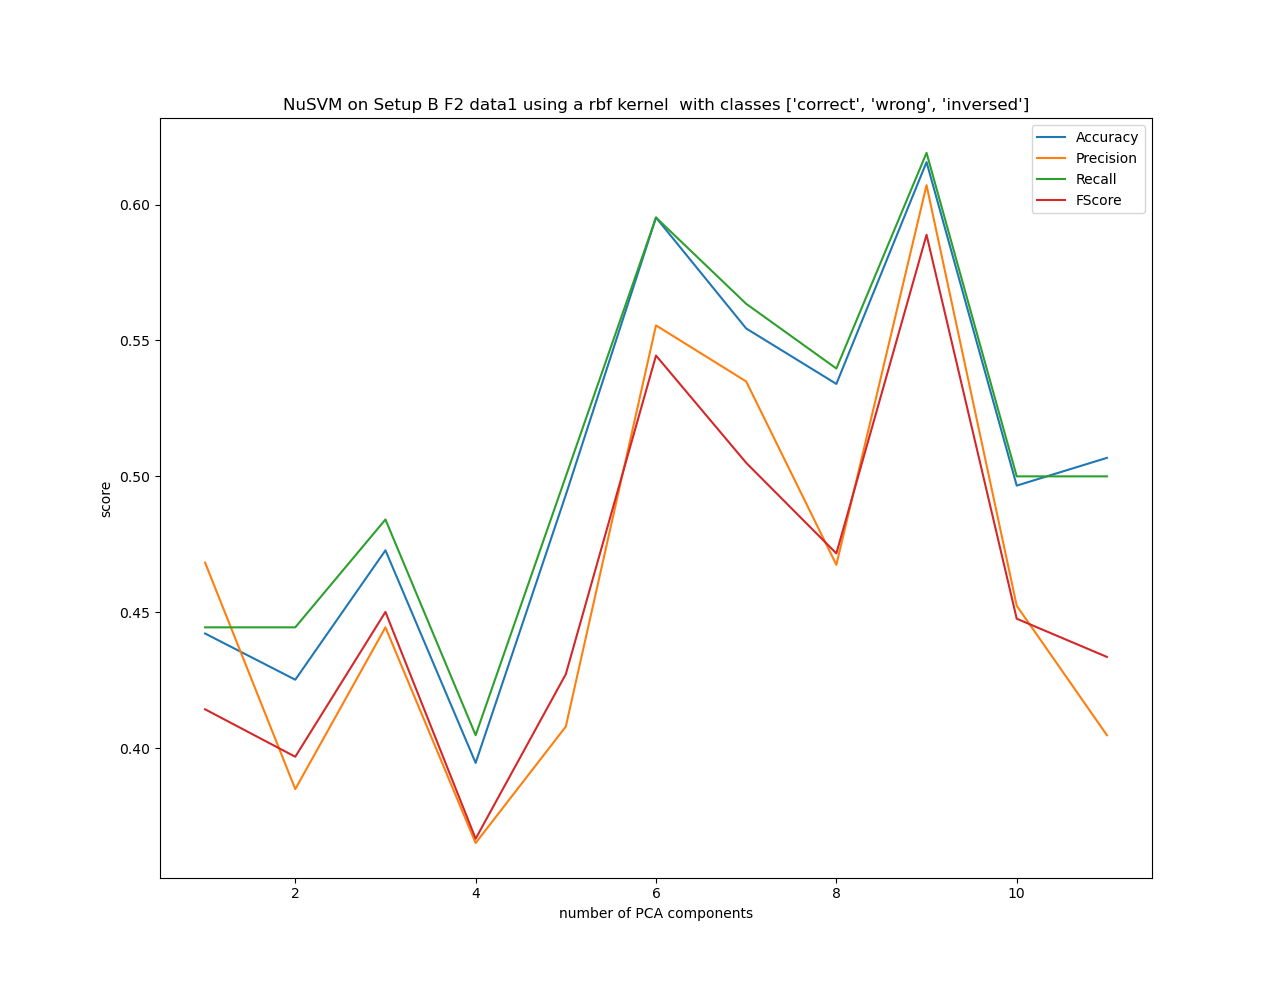 NuSVM on Setup B F2 data1 using a rbf kernel  with classes ['correct', 'wrong', 'inversed']
Accuracy
Precision
Recall
FScore
0.60
0.55
0.50
0.45
0.40
score
2 4 6 8 10
number of PCA components